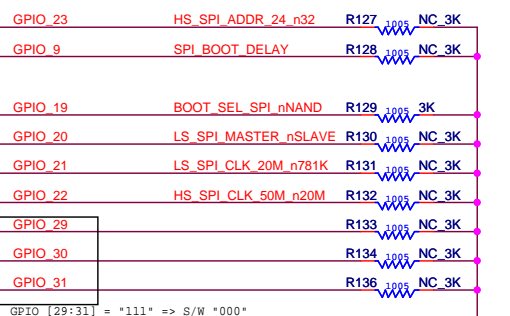 GPIO_23 HS_SPI_ADDR_24_n32 R127 1005 NC_3K
GPIO_9 SPI_BOOT_DELAY R128 1005 NC_3K
GPIO_19 BOOT_SEL_SPI_nNAND R129 1005 3K
GPIO_20 LS_SPI_MASTER_nSLAVE R130 1005 NC_3K
GPIO_21 LS_SPI_CLK_20M_n781K R131 1005 NC_3K
GPIO_22 HS_SPI_CLK_50M_n20M R132 1005 NC_3K
GPIO_29 R133 1005 NC_3K
GPIO_30 R134 1005 NC_3K
GPIO_31 R136 1005 NC_3K
GPIO [29:31] = "111" => S/W "000"